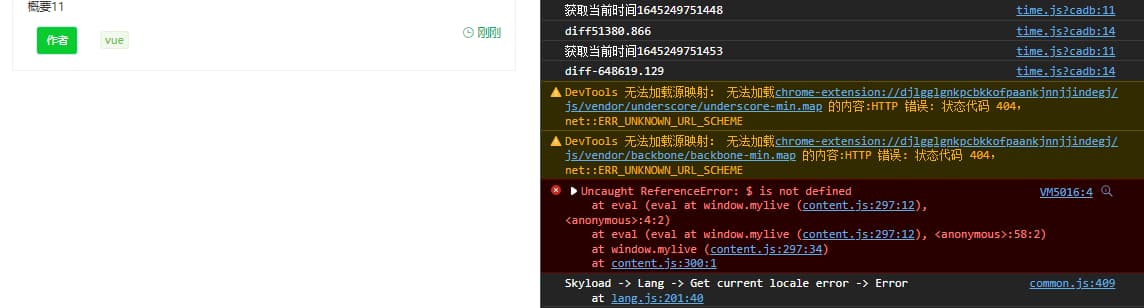 概要11
作者
vue
刚刚
获取当前时间1645249751448 time.js?cadb:11
diff51380.866 time.js?cadb:14
获取当前时间1645249751453 time.js?cadb:11
diff-648619.129 time.js?cadb:14
DevTools 无法加载源映射: 无法加载chrome-extension://djlgglgnkpcbkkofpaankjnnjjindegj/
js/vendor/underscore/underscore-min.map 的内容:HTTP 错误: 状态代码 404,
net::ERR_UNKNOWN_URL_SCHEME
DevTools 无法加载源映射: 无法加载chrome-extension://djlgglgnkpcbkkofpaankjnnjjindegj/
js/vendor/backbone/backbone-min.map 的内容:HTTP 错误: 状态代码 404,
net::ERR_UNKNOWN_URL_SCHEME
Uncaught ReferenceError: $ is not defined VM5016:4
at eval (eval at window.mylive (content.js:297:12),
<anonymous>:4:2)
at eval (eval at window.mylive (content.js:297:12), <anonymous>:58:2)
at window.mylive (content.js:297:34)
at content.js:300:1
Skyload -> Lang -> Get current locale error -> Error common.js:409
at lang.js:201:40